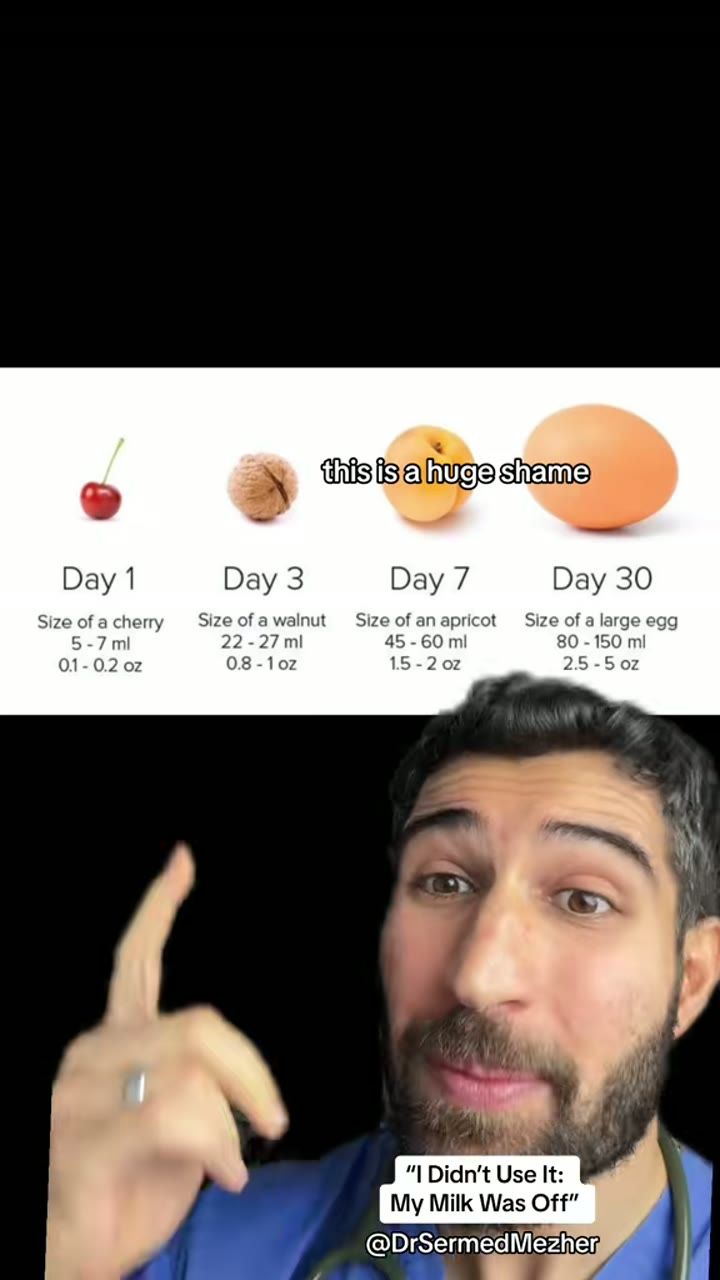 this is a huge shame
Day 1
Size of a cherry
5 - 7 ml
0.1 - 0.2 oz
Day 3
Size of a walnut
22 - 27 ml
0.8 - 1 oz
Day 7
Size of an apricot
45 - 60 ml
1.5 - 2 oz
Day 30
Size of a large egg
80 - 150 ml
2.5 - 5 oz
“I Didn’t Use It:
My Milk Was Off”
@DrSermedMezher